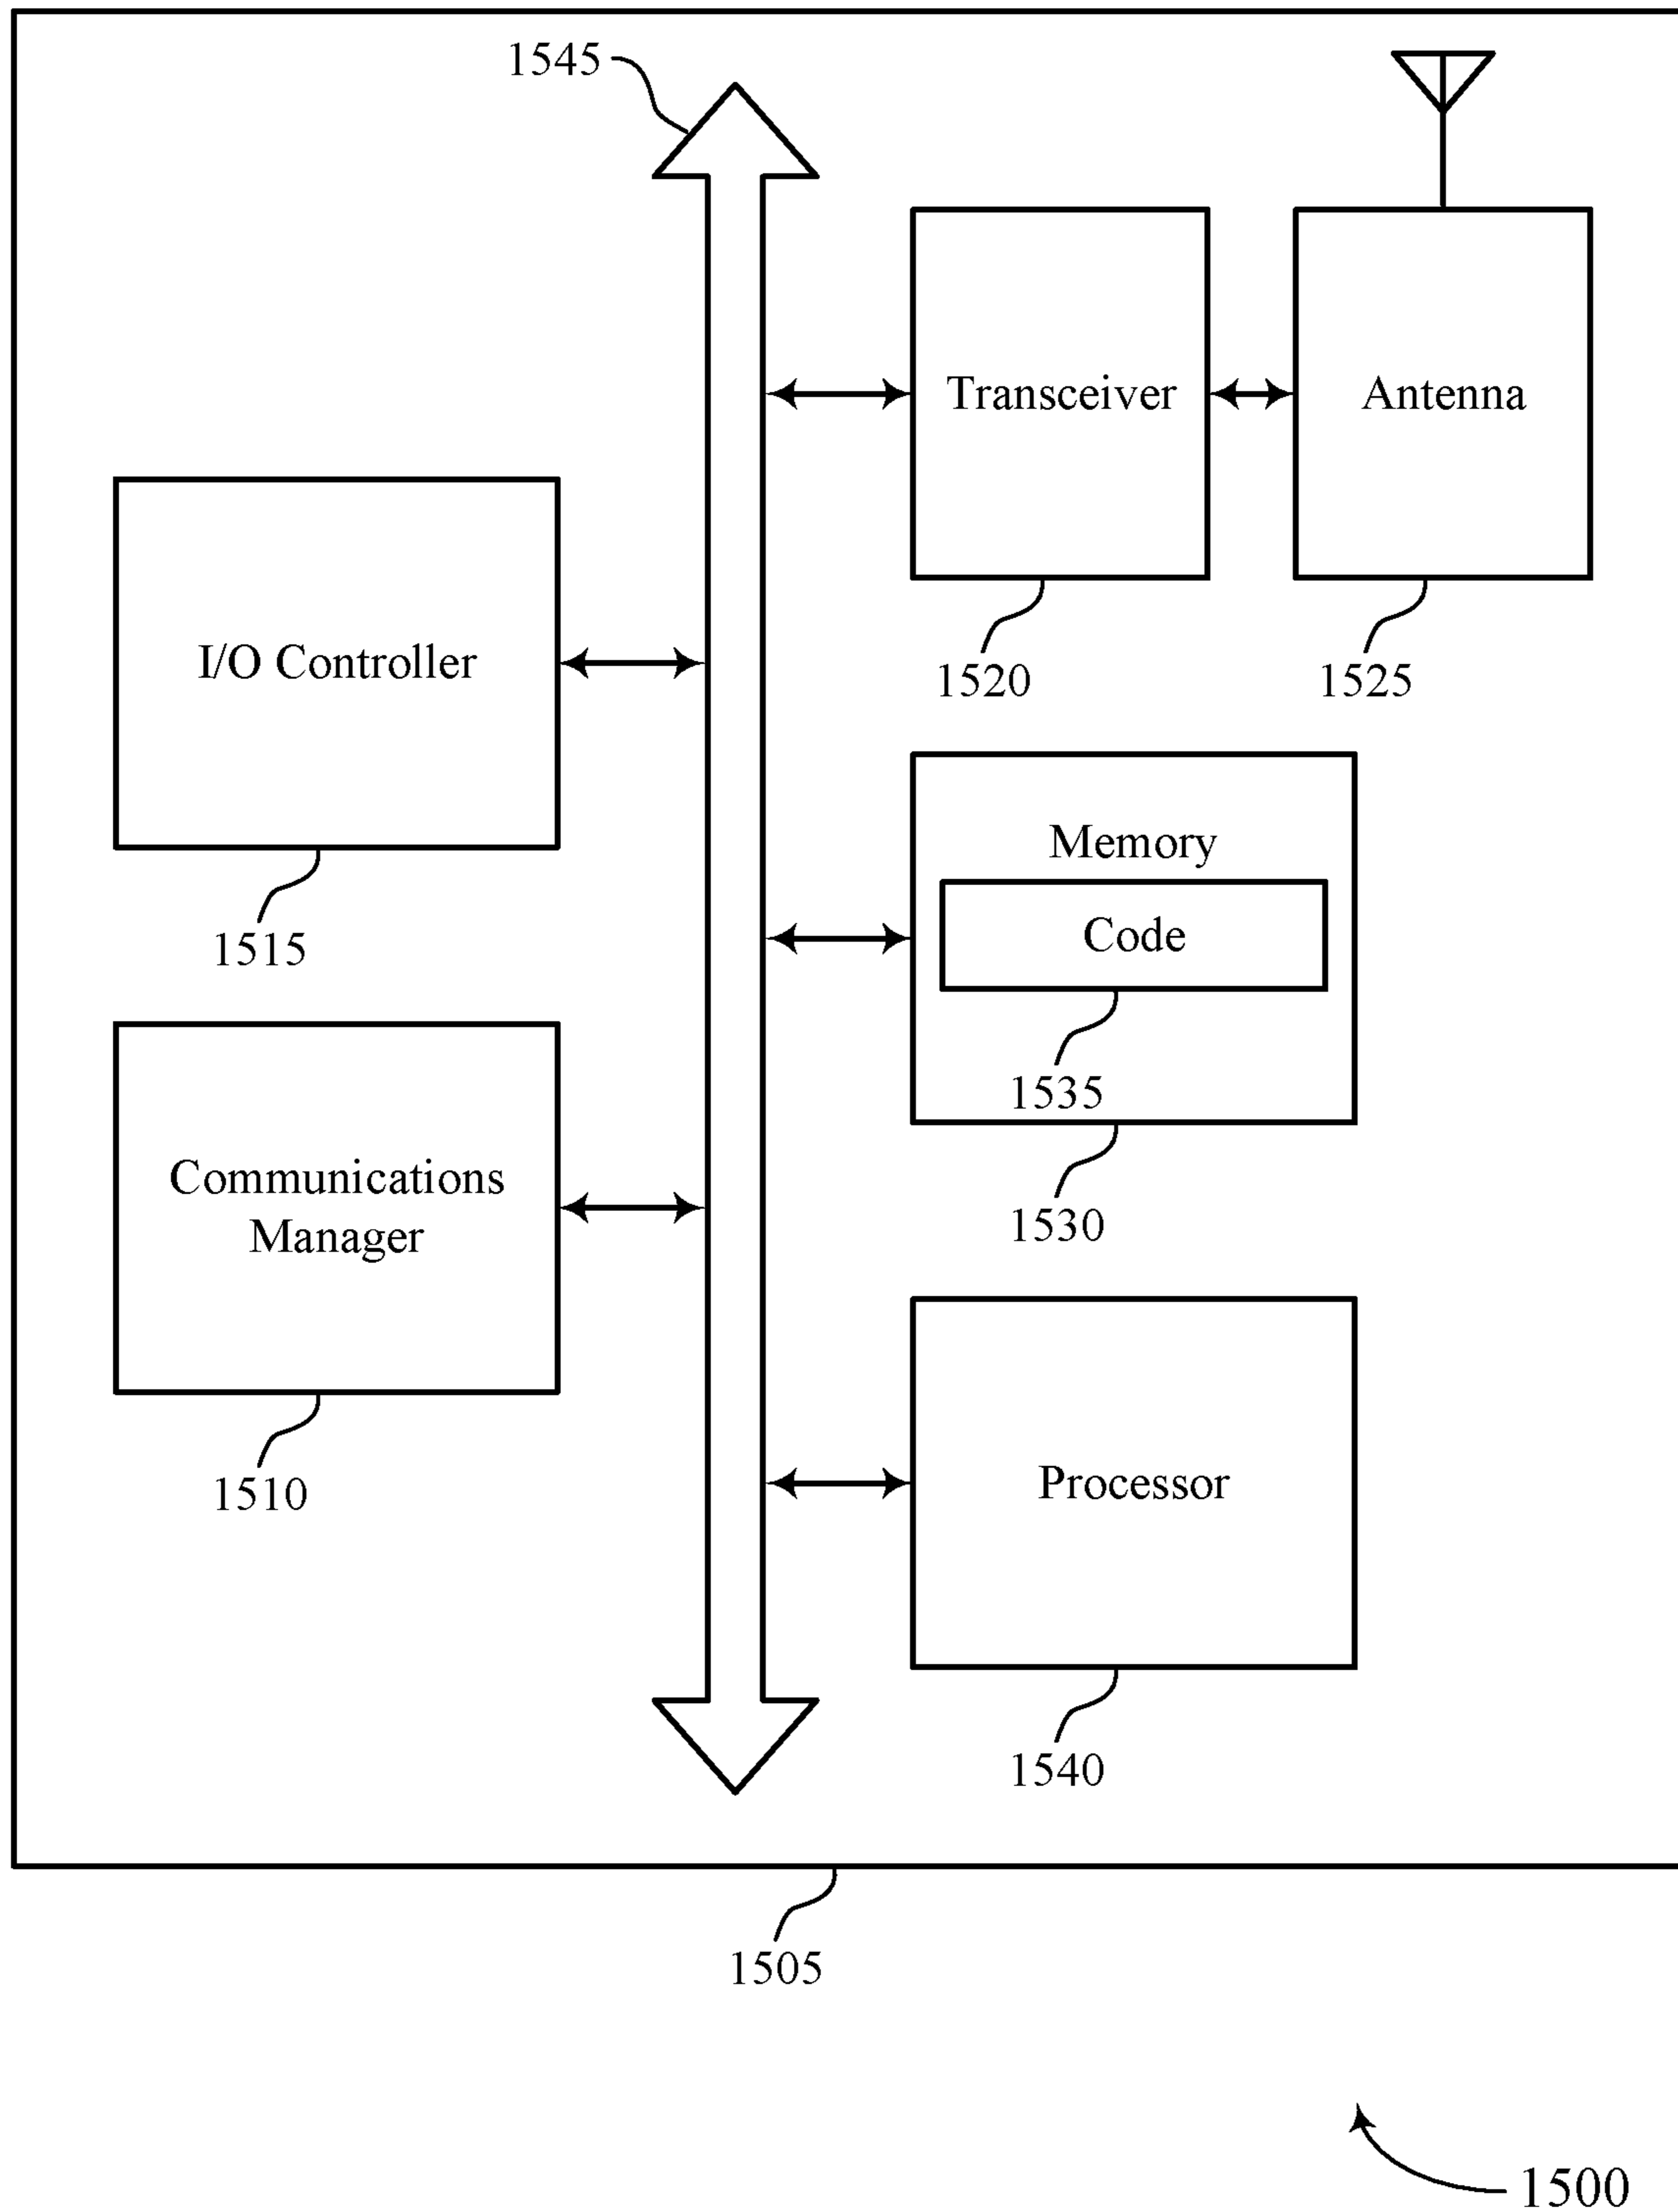 1545
Transceiver
Antenna
1520
1525
I/O Controller
1515
Memory
Code
1535
1530
Communications
Manager
1510
Processor
1540
1505
1500